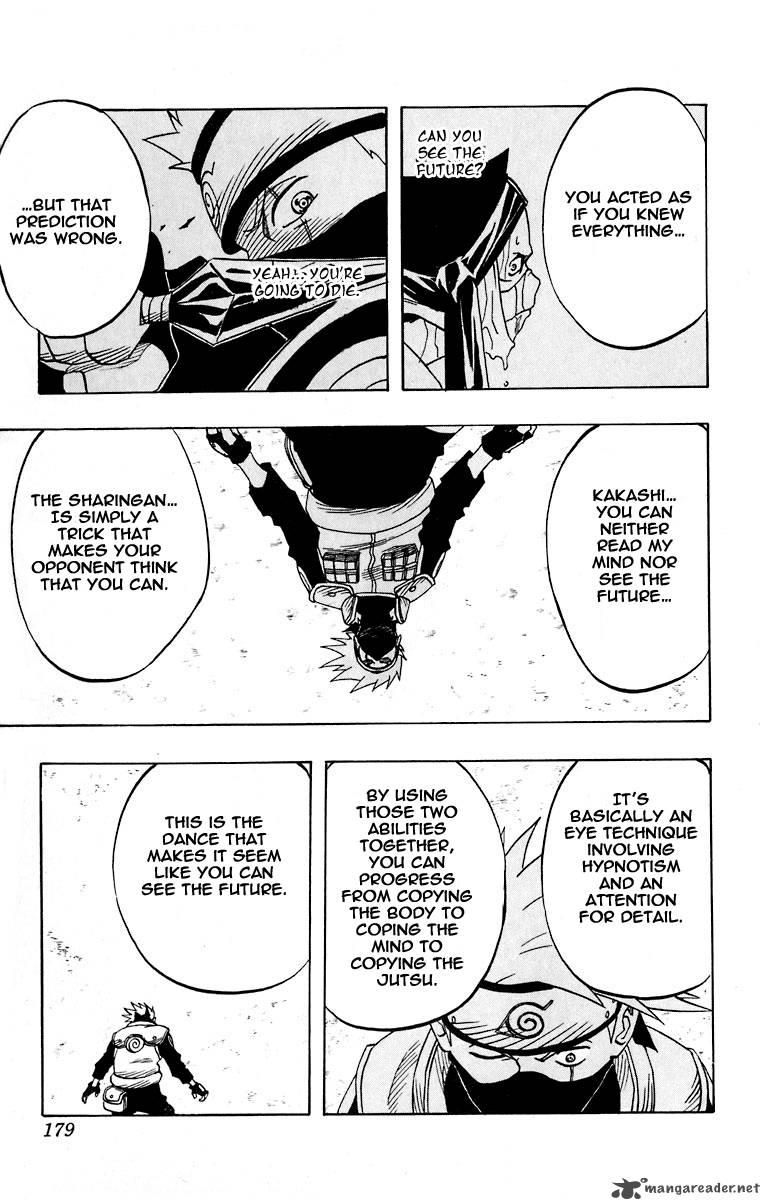 YOU ACTED AS
IF YOU KNEW
EVERYTHING...
CAN YOU
SEE THE
FUTURE?
YEAH... YOU'RE
GOING TO DIE.
...BUT THAT
PREDICTION
WAS WRONG.
KAKASHI...
YOU CAN
NEITHER
READ MY
MIND NOR
SEE THE
FUTURE...
THE SHARINGAN...
IS SIMPLY A
TRICK THAT
MAKES YOUR
OPPONENT THINK
THAT YOU CAN.
IT'S
BASICALLY AN
EYE TECHNIQUE
INVOLVING
HYPNOTISM
AND AN
ATTENTION
FOR DETAIL.
BY USING
THOSE TWO
ABILITIES
TOGETHER,
YOU CAN
PROGRESS
FROM COPYING
THE BODY TO
COPING THE
MIND TO
COPYING THE
JUTSU.
THIS IS THE
DANCE THAT
MAKES IT SEEM
LIKE YOU CAN
SEE THE FUTURE.
179
mangareader.net